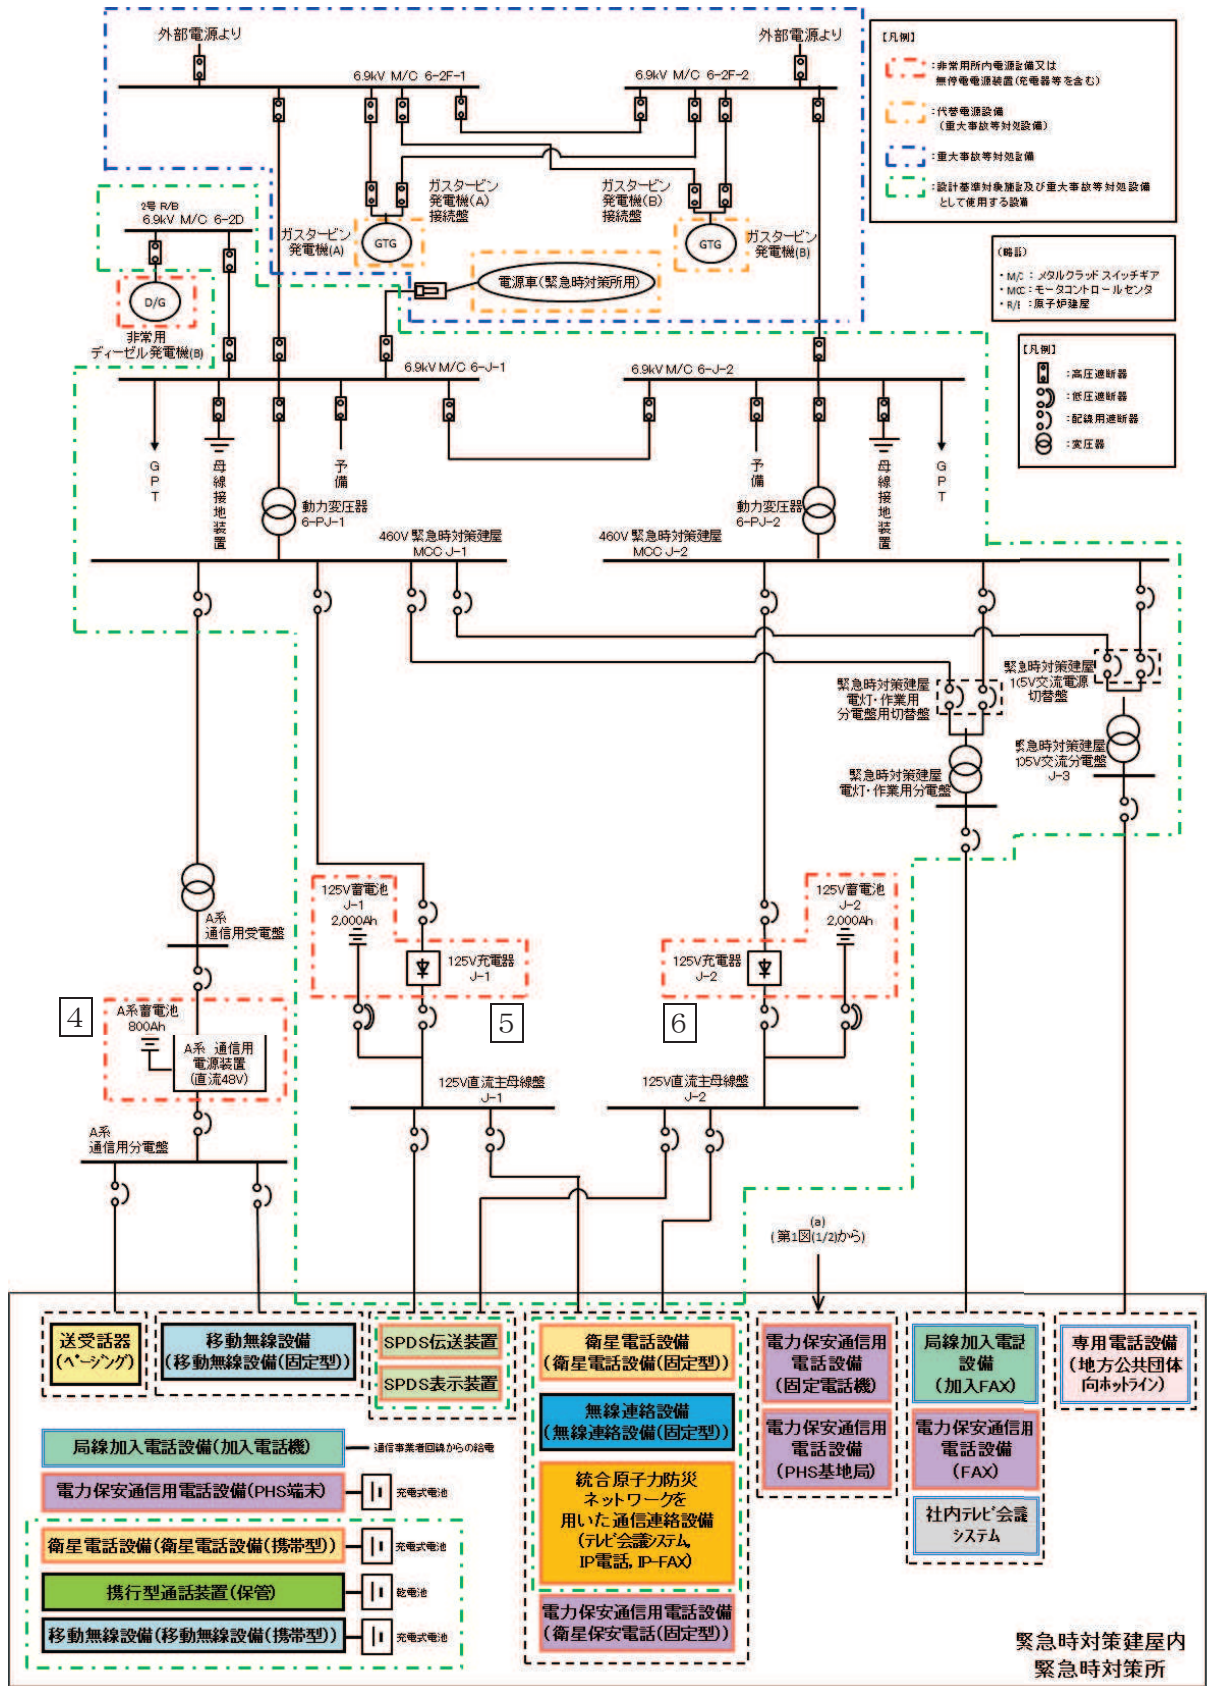 外部電源より
外部電源より
6.9kV M/C 6-2F-1
6.9kV M/C 6-2F-2
【凡例】
：非常用所内電源設備又は
無停電電源装置(充電器等を含む)
：代替電源設備
(重大事故等対処設備)
：重大事故等対処設備
：設計基準対象施設及び重大事故等対処設備
として使用する設備
ガスタービン
発電機(A)
接続盤
ガスタービン
発電機(B)
接続盤
2号 R/B
6.9kV M/C 6-2D
ガスタービン
発電機(A)
GTG
GTG
ガスタービン
発電機(B)
(略語)
・M/C：メタルクラッドスイッチギア
・MCC：モータコントロールセンタ
・R/B：原子炉建屋
電源車(緊急時対策所用)
D/G
非常用
ディーゼル発電機(B)
【凡例】
：高圧遮断器
：低圧遮断器
：配線用遮断器
：変圧器
6.9kV M/C 6-J-1
6.9kV M/C 6-J-2
GPT
母線接地装置
予備
予備
母線接地装置
GPT
動力変圧器
6-PJ-1
動力変圧器
6-PJ-2
460V 緊急時対策建屋
MCC J-1
460V 緊急時対策建屋
MCC J-2
緊急時対策建屋
電灯・作業用
分電盤用切替盤
緊急時対策建屋
105V交流電源
切替盤
緊急時対策建屋
105V交流分電盤
J-3
緊急時対策建屋
電灯・作業用分電盤
125V蓄電池
J-1
2,000Ah
125V蓄電池
J-2
2,000Ah
A系
通信用受電盤
125V充電器
J-1
125V充電器
J-2
4
5
6
A系蓄電池
800Ah
A系 通信用
電源装置
(直流48V)
125V直流主母線盤
J-1
125V直流主母線盤
J-2
A系
通信用分電盤
(a)
(第1図(1/2)から)
送受話器
(ページング)
移動無線設備
(移動無線設備(固定型))
SPDS伝送装置
SPDS表示装置
衛星電話設備
(衛星電話設備(固定型))
無線連絡設備
(無線連絡設備(固定型))
統合原子力防災
ネットワークを
用いた通信連絡設備
(テレビ会議システム,
IP電話, IP-FAX)
電力保安通信用電話設備
(衛星保安電話(固定型))
電力保安通信用
電話設備
(固定電話機)
電力保安通信用
電話設備
(PHS基地局)
局線加入電話
設備
(加入FAX)
電力保安通信用
電話設備
(FAX)
社内テレビ会議
システム
専用電話設備
(地方公共団体
向ホットライン)
局線加入電話設備(加入電話機)
通信事業者回線からの給電
電力保安通信用電話設備(PHS端末)
充電式電池
衛星電話設備(衛星電話設備(携帯型))
充電式電池
携行型通話装置(保管)
乾電池
移動無線設備(移動無線設備(携帯型))
充電式電池
緊急時対策建屋内
緊急時対策所